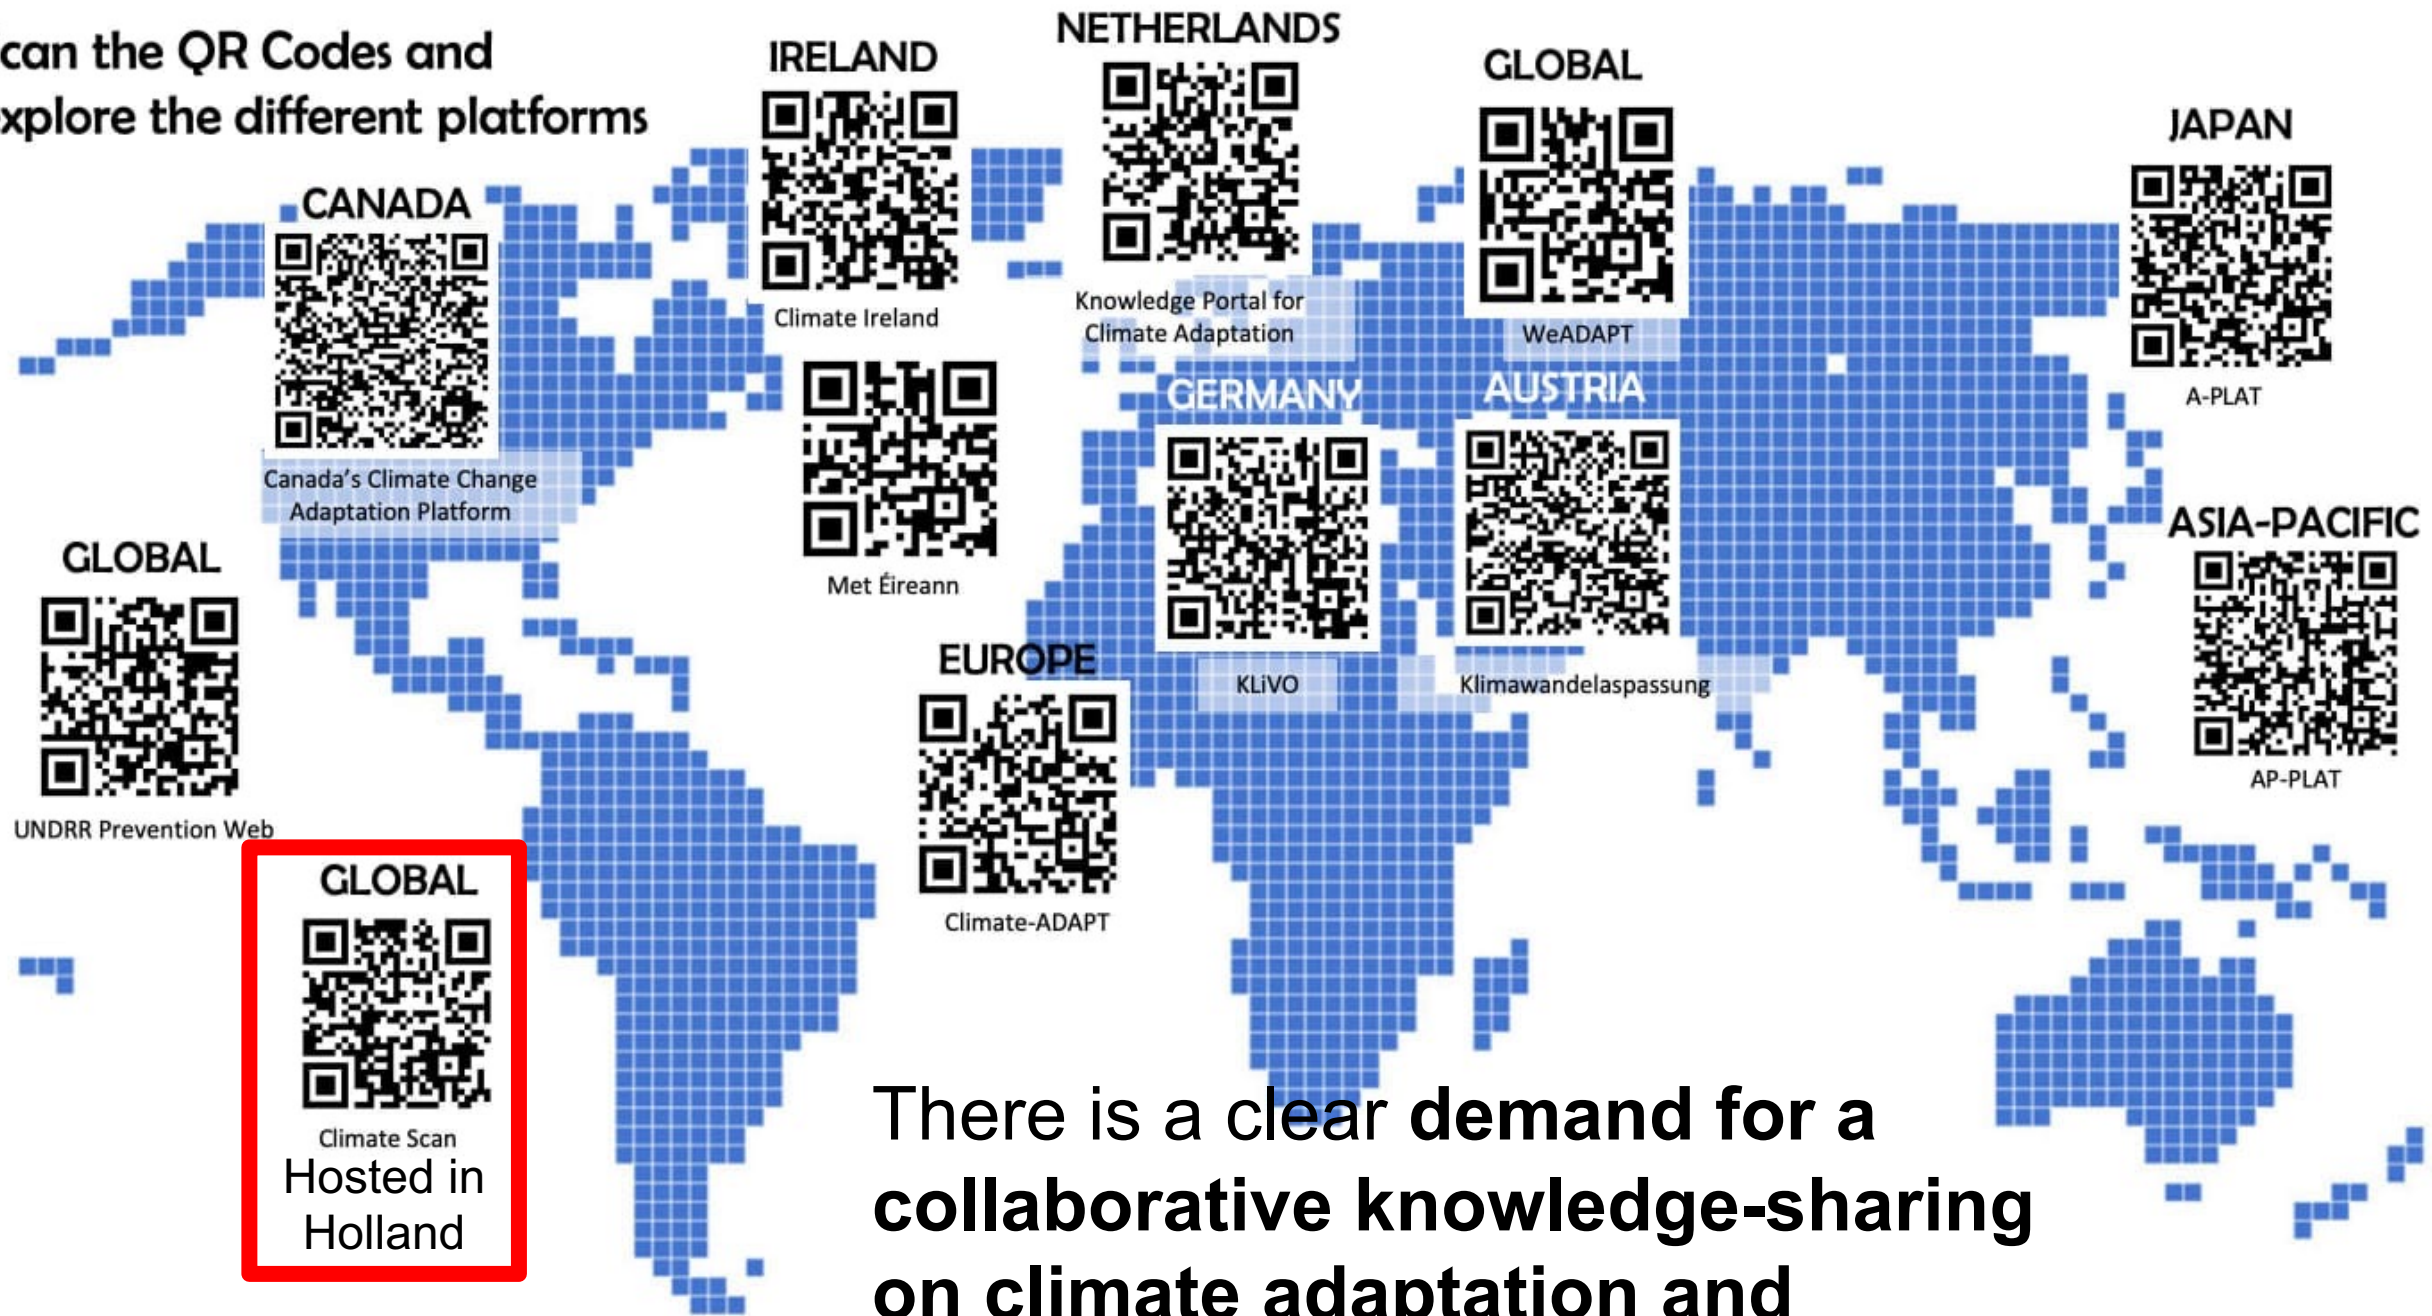 can the QR Codes and
xplore the different platforms
IRELAND
Climate Ireland
Met Éireann
NETHERLANDS
Knowledge Portal for
Climate Adaptation
GLOBAL
WeADAPT
JAPAN
A-PLAT
CANADA
Canada's Climate Change
Adaptation Platform
GERMANY
KLiVO
AUSTRIA
Klimawandelaspassung
ASIA-PACIFIC
AP-PLAT
GLOBAL
UNDRR Prevention Web
EUROPE
Climate-ADAPT
GLOBAL
Climate Scan
Hosted in
Holland
There is a clear demand for a
collaborative knowledge-sharing
on climate adaptation and